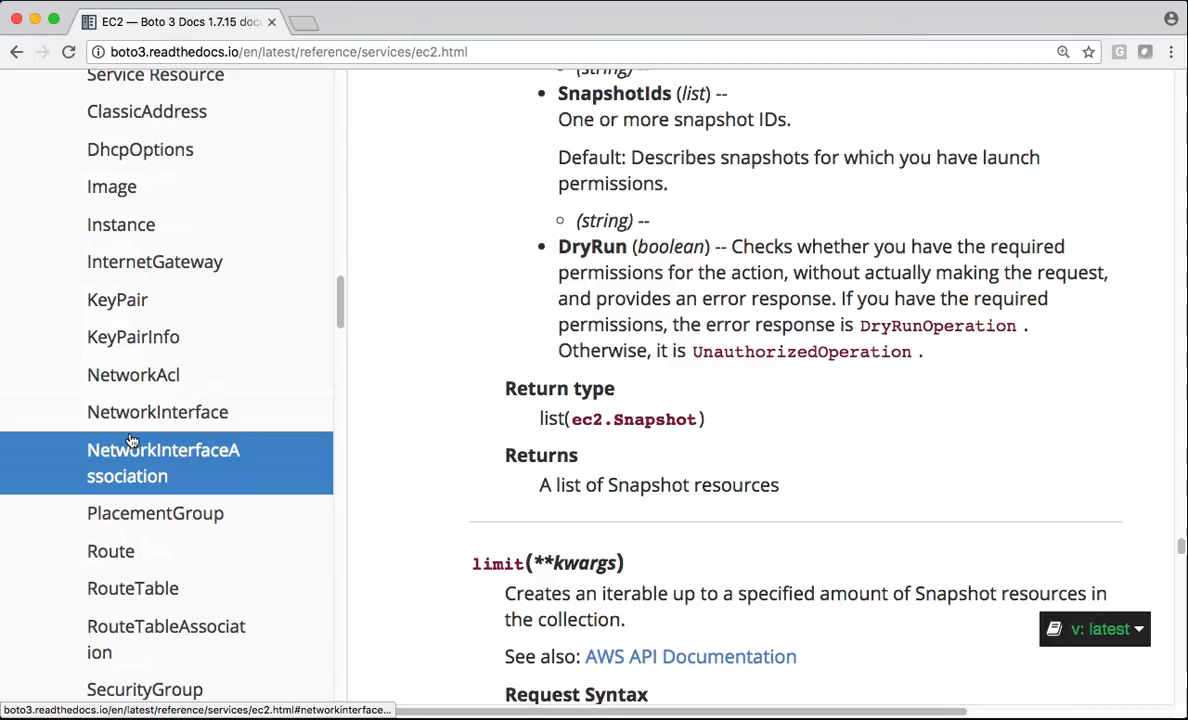 EC2 — Boto 3 Docs 1.7.15 doc
boto3.readthedocs.io/en/latest/reference/services/ec2.html
Service Resource
ClassicAddress
DhcpOptions
Image
Instance
InternetGateway
KeyPair
KeyPairInfo
NetworkAcl
NetworkInterface
NetworkInterfaceA
ssociation
PlacementGroup
Route
RouteTable
RouteTableAssociat
ion
SecurityGroup
boto3.readthedocs.io/en/latest/reference/services/ec2.html#networkinterface...
(string) --
• SnapshotIds (list) --
One or more snapshot IDs.
Default: Describes snapshots for which you have launch
permissions.
○ (string) --
• DryRun (boolean) -- Checks whether you have the required
permissions for the action, without actually making the request,
and provides an error response. If you have the required
permissions, the error response is DryRunOperation .
Otherwise, it is UnauthorizedOperation .
Return type
list(ec2.Snapshot)
Returns
A list of Snapshot resources
limit(**kwargs)
Creates an iterable up to a specified amount of Snapshot resources in
the collection.
See also: AWS API Documentation
Request Syntax
v: latest